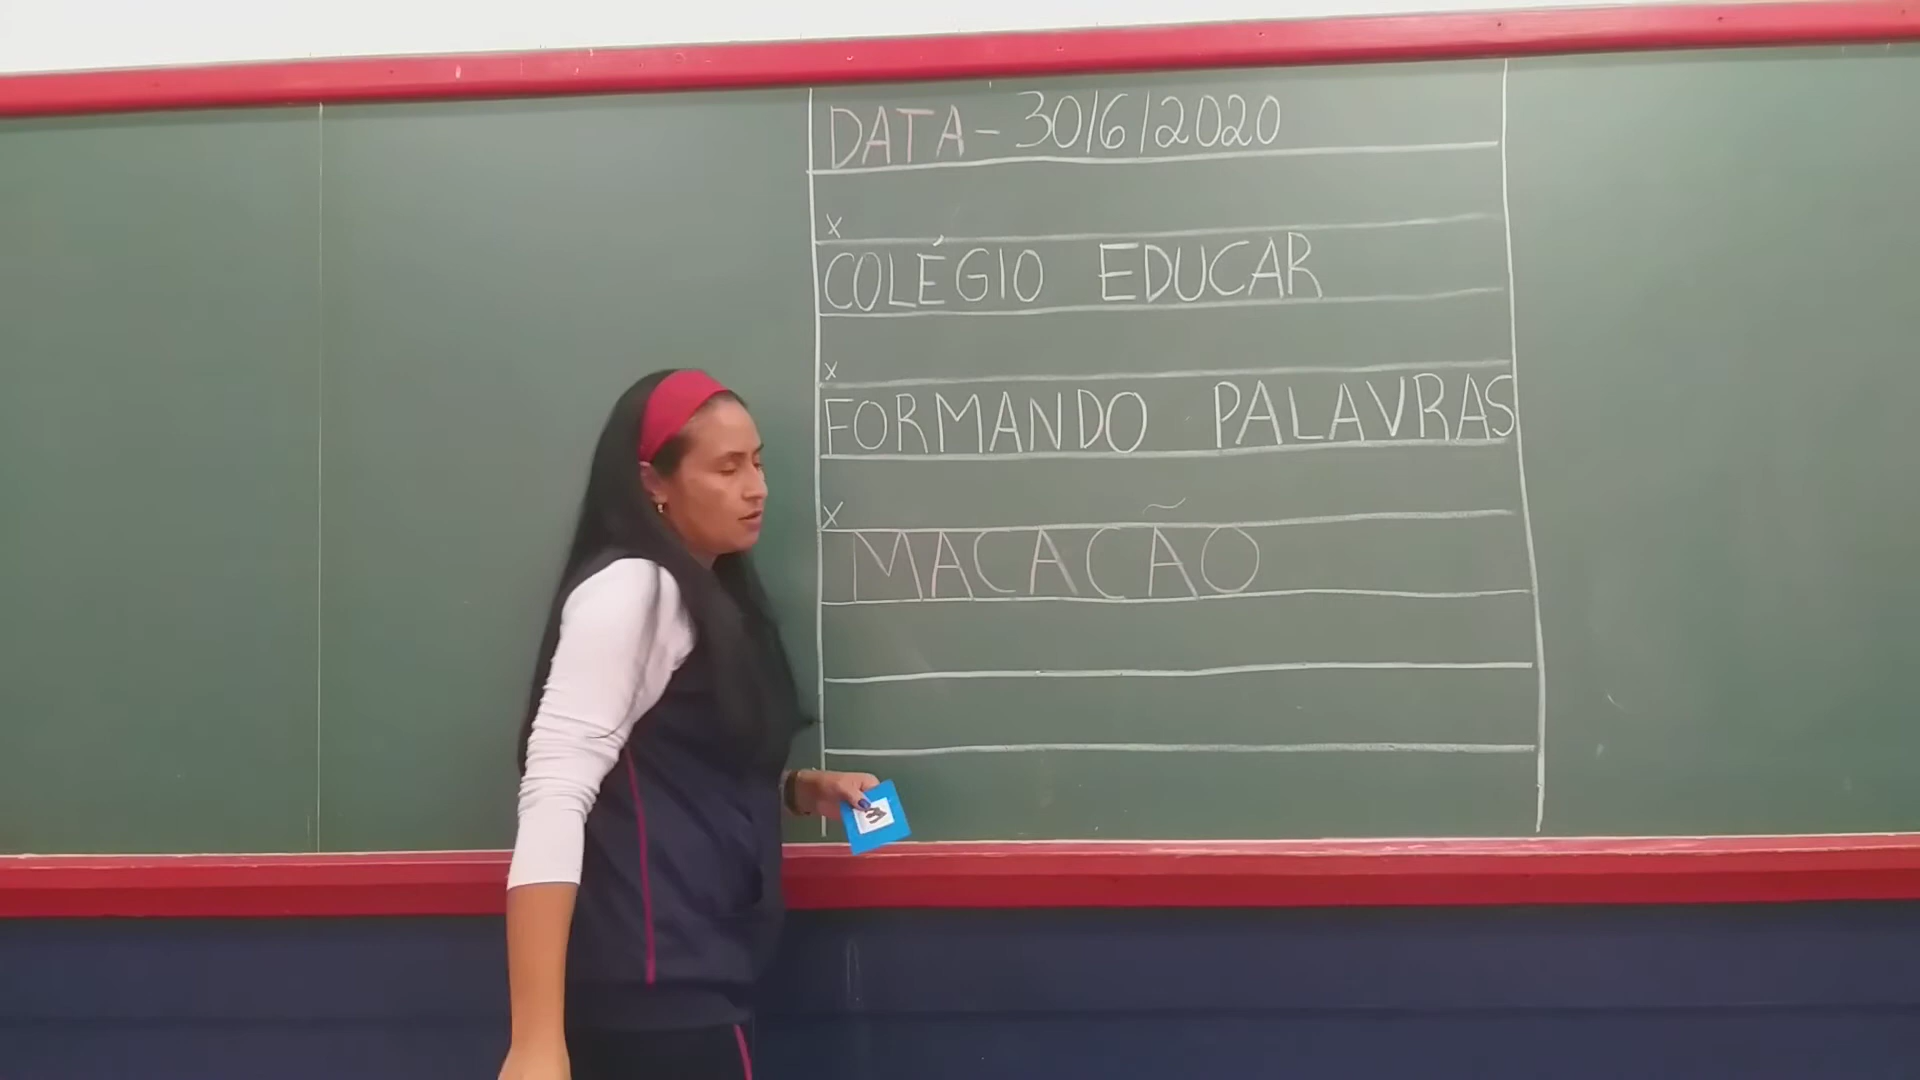 DATA - 30/6/2020
X
COLÉGIO EDUCAR
X
FORMANDO PALAVRAS
X
MACACÃO